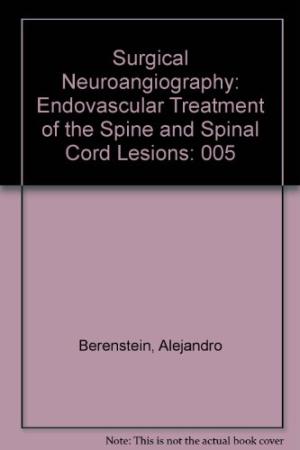 Surgical
Neuroangiography:
Endovascular Treatment
of the Spine and Spinal
Cord Lesions: 005
Berenstein, Alejandro
Note: This is not the actual book cover